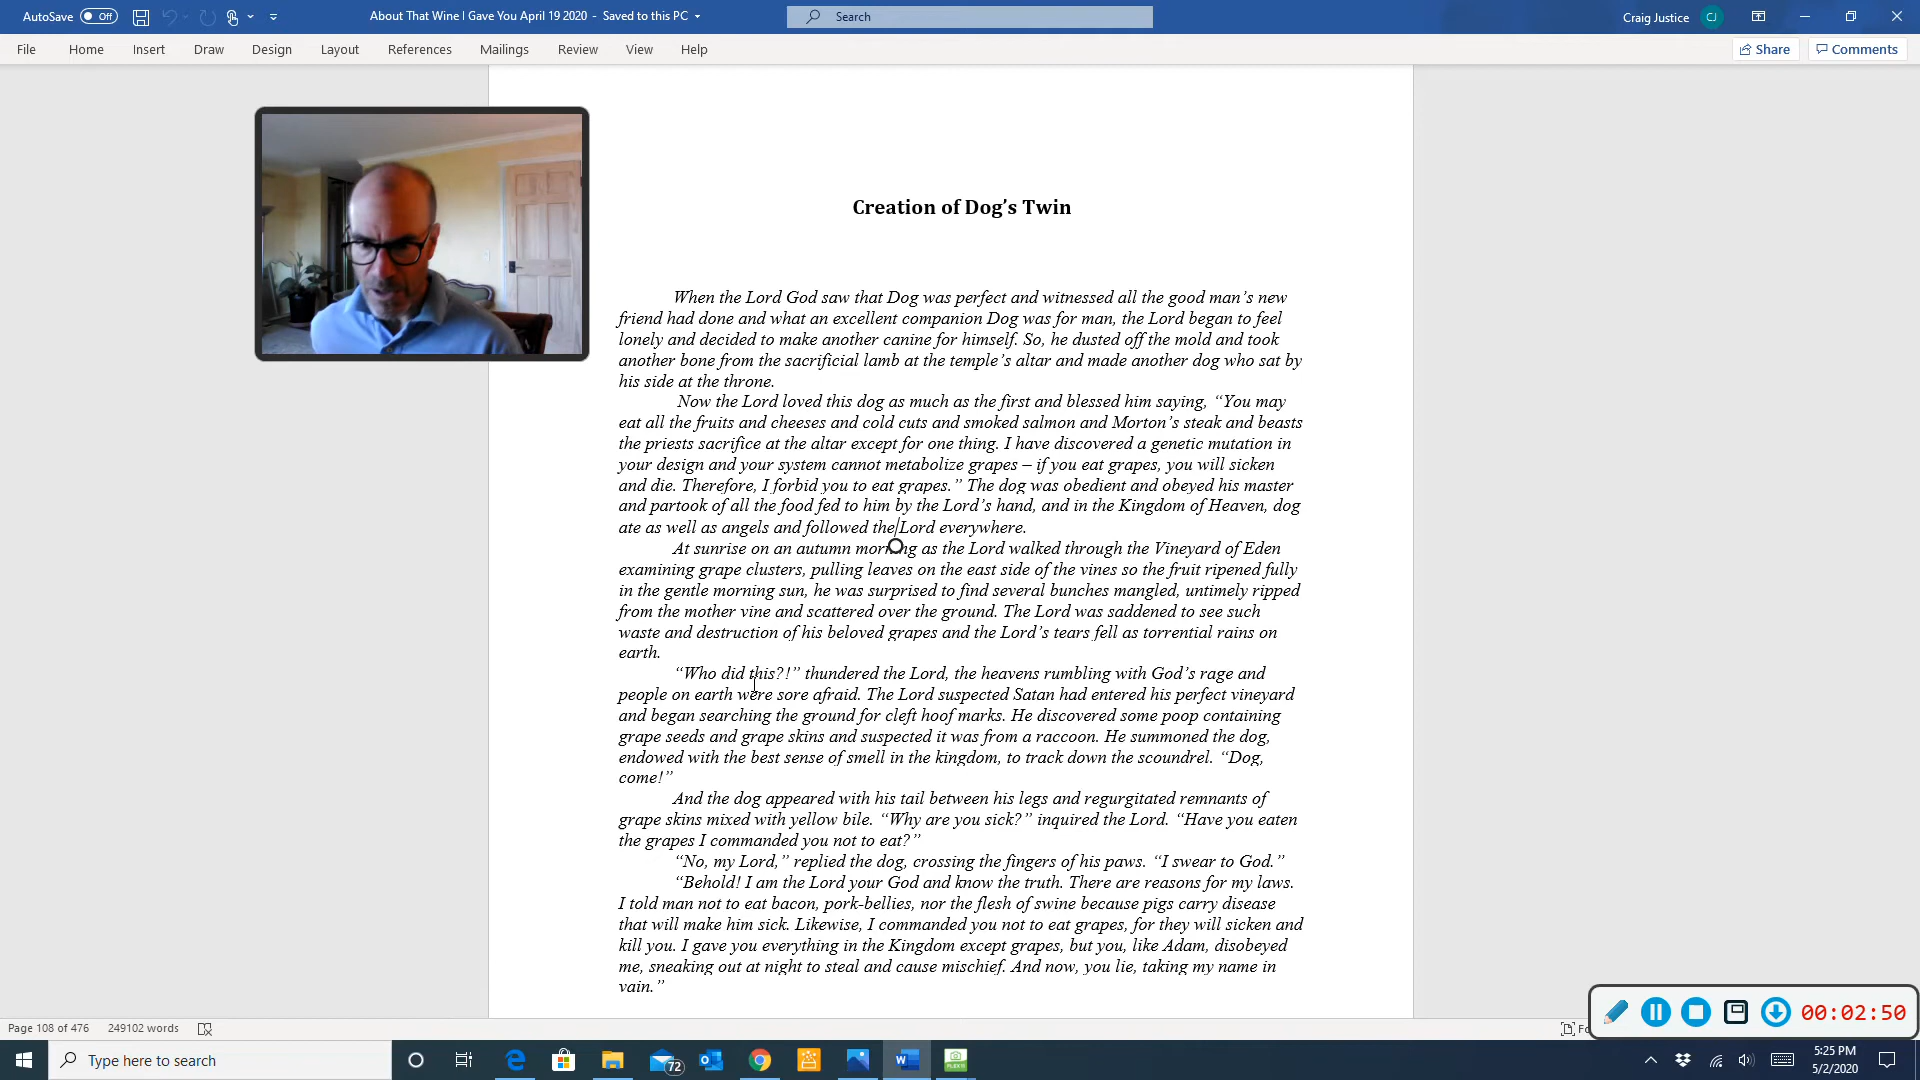 AutoSave Off
About That Wine I Gave You April 19 2020 - Saved to this PC
Search
Craig Justice CJ
File Home Insert Draw Design Layout References Mailings Review View Help
Share Comments
Creation of Dog’s Twin
When the Lord God saw that Dog was perfect and witnessed all the good man’s new
friend had done and what an excellent companion Dog was for man, the Lord began to feel
lonely and decided to make another canine for himself. So, he dusted off the mold and took
another bone from the sacrificial lamb at the temple’s altar and made another dog who sat by
his side at the throne.
Now the Lord loved this dog as much as the first and blessed him saying, “You may
eat all the fruits and cheeses and cold cuts and smoked salmon and Morton’s steak and beasts
the priests sacrifice at the altar except for one thing. I have discovered a genetic mutation in
your design and your system cannot metabolize grapes – if you eat grapes, you will sicken
and die. Therefore, I forbid you to eat grapes.” The dog was obedient and obeyed his master
and partook of all the food fed to him by the Lord’s hand, and in the Kingdom of Heaven, dog
ate as well as angels and followed the Lord everywhere.
At sunrise on an autumn morning as the Lord walked through the Vineyard of Eden
examining grape clusters, pulling leaves on the east side of the vines so the fruit ripened fully
in the gentle morning sun, he was surprised to find several bunches mangled, untimely ripped
from the mother vine and scattered over the ground. The Lord was saddened to see such
waste and destruction of his beloved grapes and the Lord’s tears fell as torrential rains on
earth.
“Who did this?!” thundered the Lord, the heavens rumbling with God’s rage and
people on earth were sore afraid. The Lord suspected Satan had entered his perfect vineyard
and began searching the ground for cleft hoof marks. He discovered some poop containing
grape seeds and grape skins and suspected it was from a raccoon. He summoned the dog,
endowed with the best sense of smell in the kingdom, to track down the scoundrel. “Dog,
come!”
And the dog appeared with his tail between his legs and regurgitated remnants of
grape skins mixed with yellow bile. “Why are you sick?” inquired the Lord. “Have you eaten
the grapes I commanded you not to eat?”
“No, my Lord,” replied the dog, crossing the fingers of his paws. “I swear to God.”
“Behold! I am the Lord your God and know the truth. There are reasons for my laws.
I told man not to eat bacon, pork-bellies, nor the flesh of swine because pigs carry disease
that will make him sick. Likewise, I commanded you not to eat grapes, for they will sicken and
kill you. I gave you everything in the Kingdom except grapes, but you, like Adam, disobeyed
me, sneaking out at night to steal and cause mischief. And now, you lie, taking my name in
vain.”
00:02:50
Page 108 of 476 249102 words
Type here to search
72
5:25 PM
5/2/2020